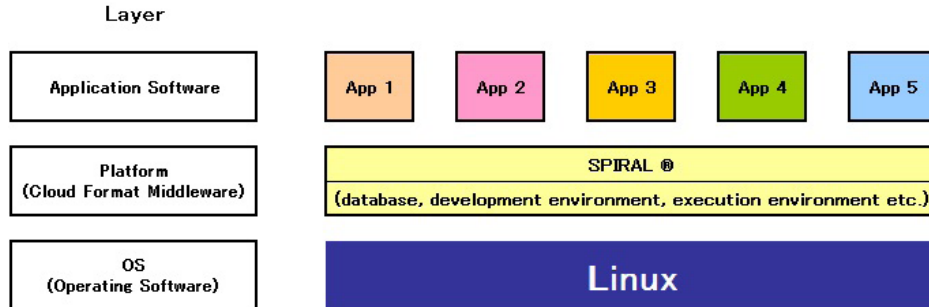 Layer
Application Software
App 1
App 2
App 3
App 4
App 5
Platform
(Cloud Format Middleware)
SPIRAL ®
(database, development environment, execution environment etc.)
OS
(Operating Software)
Linux